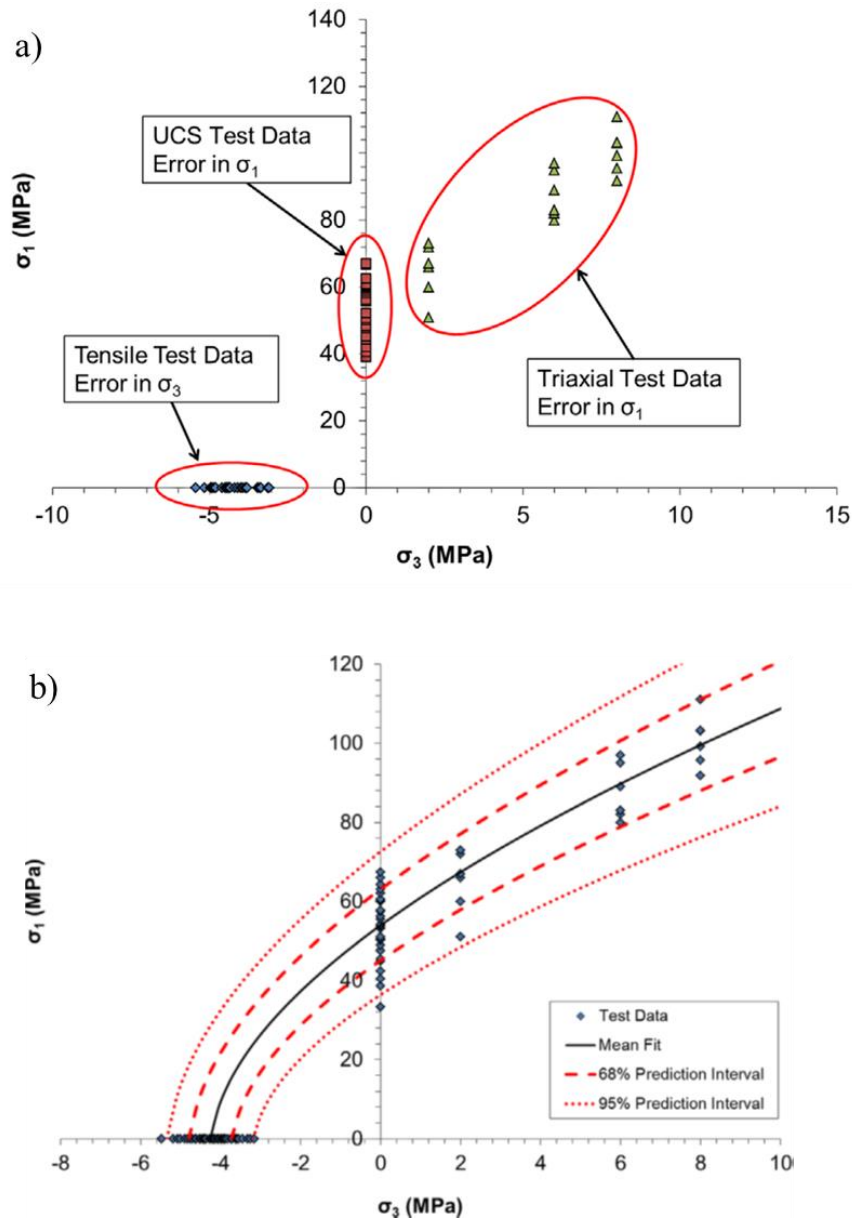 a)
140
120
80
60
40
20
0
σ1 (MPa)
UCS Test Data
Error in σ1
Tensile Test Data
Error in σ3
Triaxial Test Data
Error in σ1
-10
-5
0
5
10
15
σ3 (MPa)
b)
120
100
80
60
40
20
0
σ1 (MPa)
Test Data
Mean Fit
68% Prediction Interval
95% Prediction Interval
-8
-6
-4
-2
0
2
4
6
8
10
σ3 (MPa)